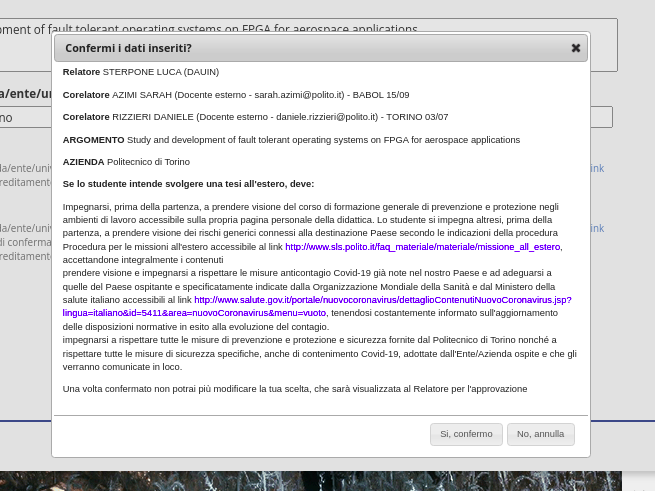 ment of fault tolerant operating systems on FPGA for aerospace applications
Confermi i dati inseriti?
Relatore STERPONE LUCA (DAUIN)
a/ente/un
Corelatore AZIMI SARAH (Docente esterno - sarah.azimi@polito.it) - BABOL 15/09
no
Corelatore RIZZIERI DANIELE (Docente esterno - daniele.rizzieri@polito.it) - TORINO 03/07
ARGOMENTO Study and development of fault tolerant operating systems on FPGA for aerospace applications
AZIENDA Politecnico di Torino
la/ente/univ
ink
reditamente
Se lo studente intende svolgere una tesi all'estero, deve:
Impegnarsi, prima della partenza, a prendere visione del corso di formazione generale di prevenzione e protezione negli
ambienti di lavoro accessibile sulla propria pagina personale della didattica. Lo studente si impegna altresì, prima della
partenza, a prendere visione dei rischi generici connessi alla destinazione Paese secondo le indicazioni della procedura
la/ente/univ
ink
Procedura per le missioni all'estero accessibile al link http://www.sls.polito.it/faq_materiale/materiale/missione_all_estero,
di conferma
accettandone integralmente i contenuti
reditamente
prendere visione e impegnarsi a rispettare le misure anticontagio Covid-19 già note nel nostro Paese e ad adeguarsi a
quelle del Paese ospitante e specificatamente indicate dalla Organizzazione Mondiale della Sanità e dal Ministero della
salute italiano accessibili al link http://www.salute.gov.it/portale/nuovocoronavirus/dettaglioContenutiNuovoCoronavirus.jsp?
lingua=italiano&id=5411&area=nuovoCoronavirus&menu=vuoto, tenendosi costantemente informato sull'aggiornamento
delle disposizioni normative in esito alla evoluzione del contagio.
impegnarsi a rispettare tutte le misure di prevenzione e protezione e sicurezza fornite dal Politecnico di Torino nonché a
rispettare tutte le misure di sicurezza specifiche, anche di contenimento Covid-19, adottate dall'Ente/Azienda ospite e che gli
verranno comunicate in loco.
Una volta confermato non potrai più modificare la tua scelta, che sarà visualizzata al Relatore per l'approvazione
Si, confermo
No, annulla